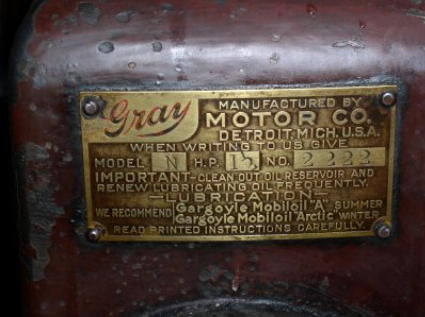 Gray
MANUFACTURED BY
MOTOR CO.
DETROIT, MICH. U.S.A.
WHEN WRITING TO US GIVE
MODEL N H.P. 15. NO. 2222
IMPORTANT-CLEAN OUT OIL RESERVOIR AND
RENEW LUBRICATING OIL FREQUENTLY.
-LUBRICATION-
WE RECOMMEND Gargoyle Mobiloil "A" SUMMER
Gargoyle Mobiloil Arctic" WINTER
READ PRINTED INSTRUCTIONS CAREFULLY.